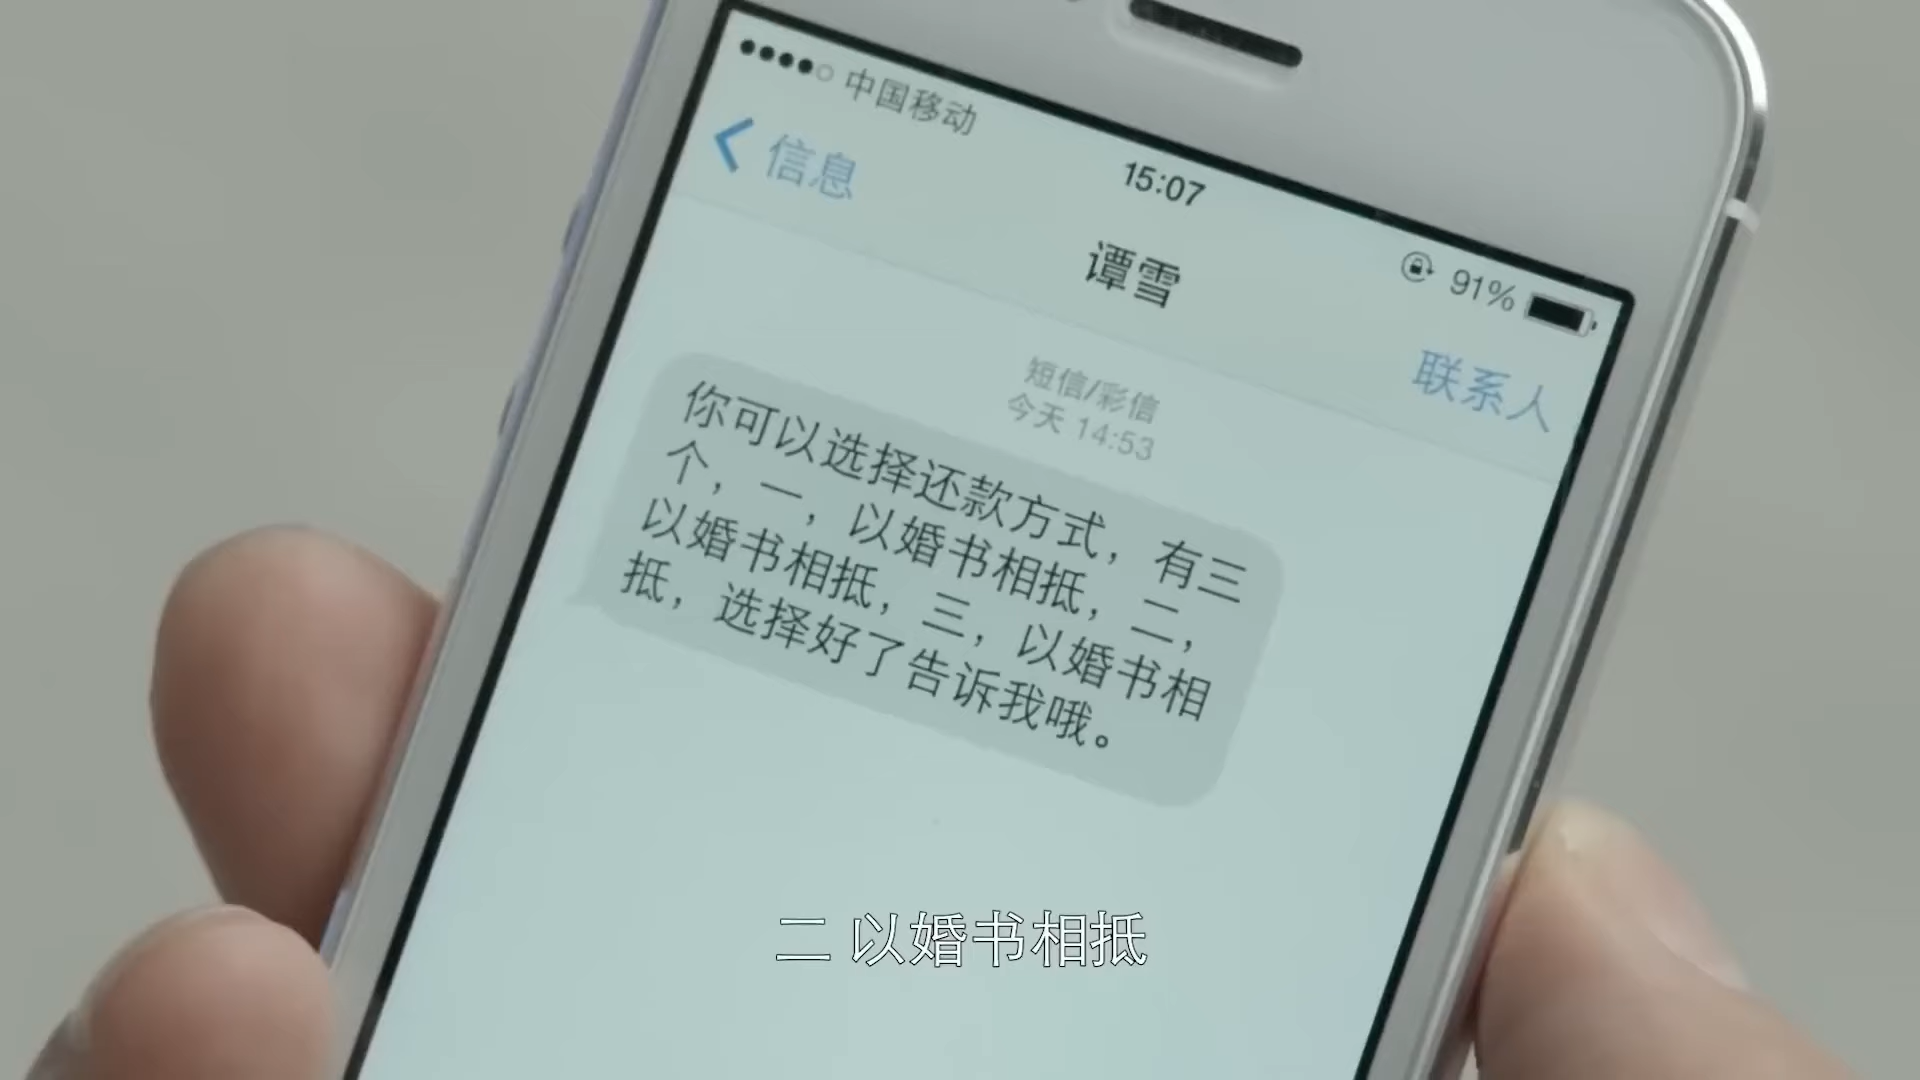 中国移动
15:07
91%
信息
谭雪
联系人
短信/彩信
今天 14:53
你可以选择还款方式，有三
个，一，以婚书相抵，二，
以婚书相抵，三，以婚书相
抵，选择好了告诉我哦。
二 以婚书相抵